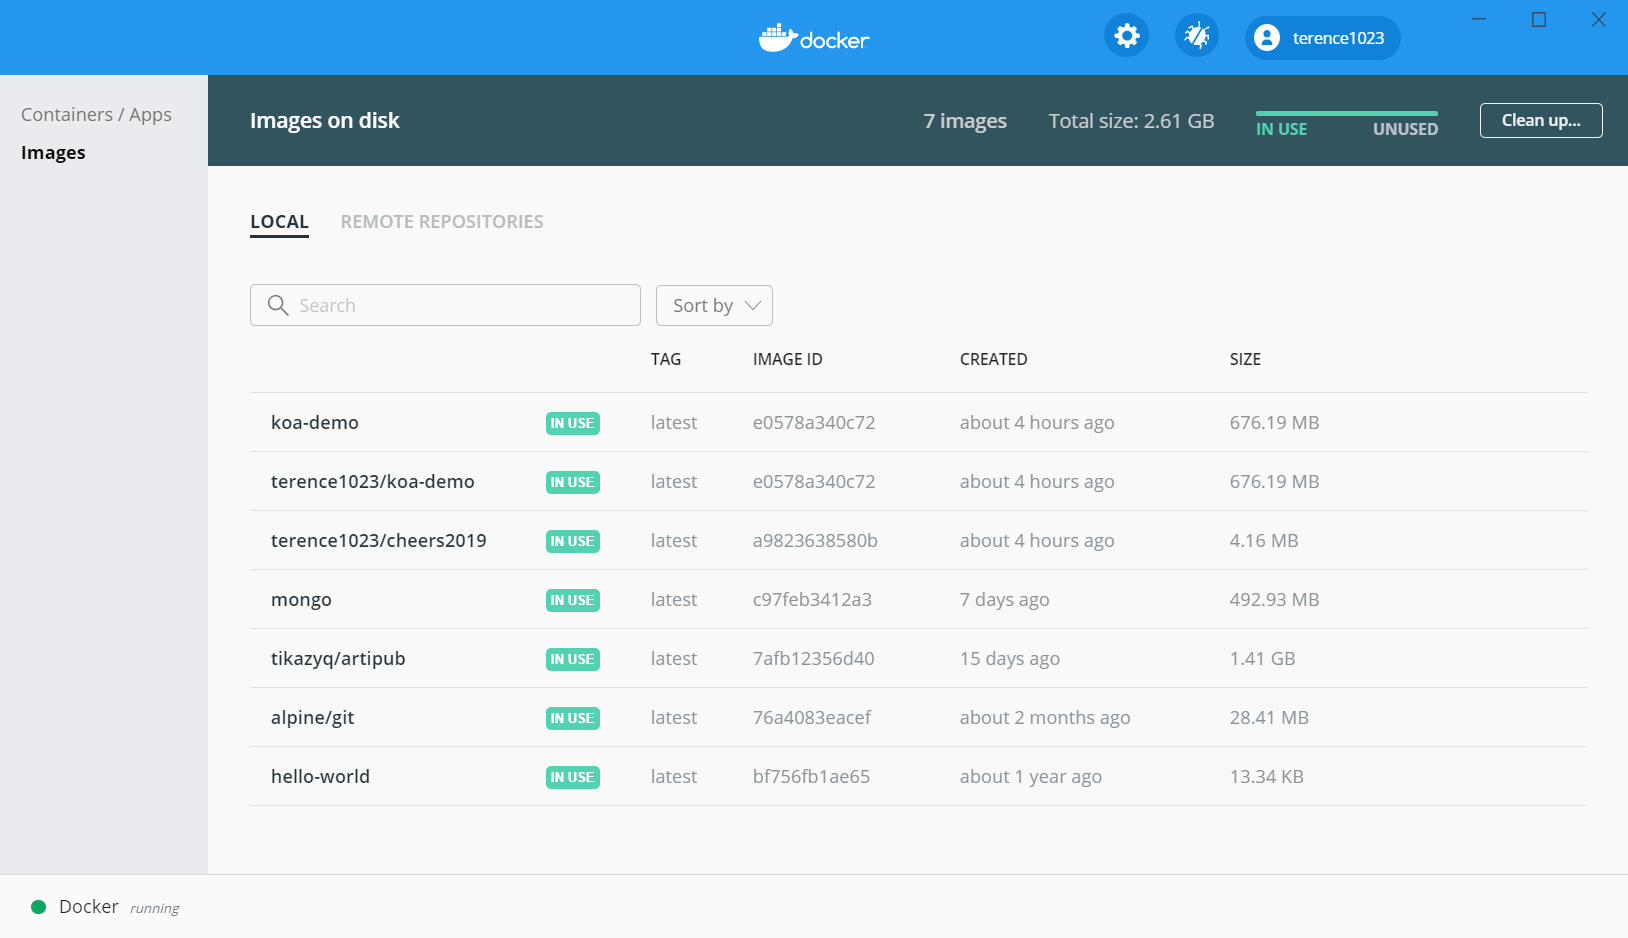 docker
terence1023
Containers / Apps
Images
Images on disk
7 images
Total size: 2.61 GB
IN USE
UNUSED
Clean up...
LOCAL
REMOTE REPOSITORIES
Search
Sort by
TAG IMAGE ID CREATED SIZE
koa-demo IN USE latest e0578a340c72 about 4 hours ago 676.19 MB
terence1023/koa-demo IN USE latest e0578a340c72 about 4 hours ago 676.19 MB
terence1023/cheers2019 IN USE latest a9823638580b about 4 hours ago 4.16 MB
mongo IN USE latest c97feb3412a3 7 days ago 492.93 MB
tikazyq/artipub IN USE latest 7afb12356d40 15 days ago 1.41 GB
alpine/git IN USE latest 76a4083eacef about 2 months ago 28.41 MB
hello-world IN USE latest bf756fb1ae65 about 1 year ago 13.34 KB
Docker running